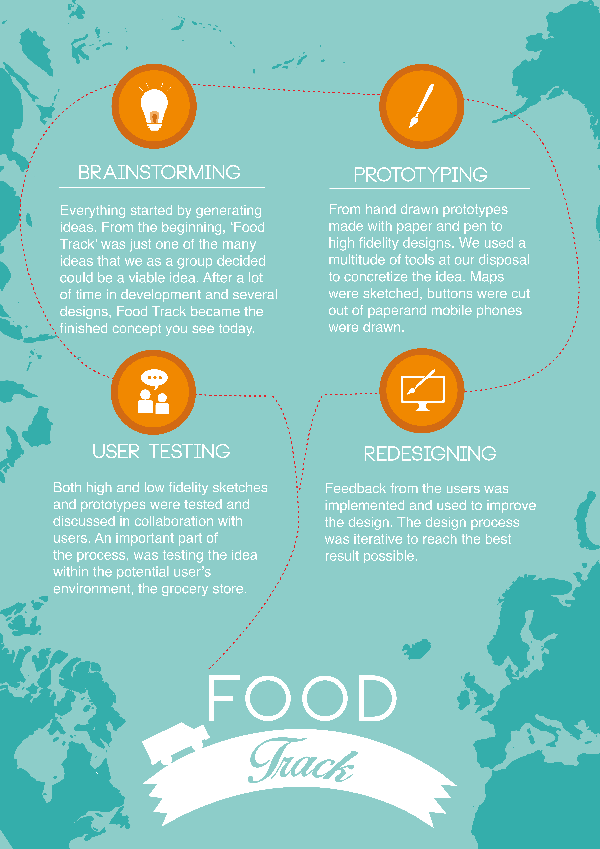 BRAINSTORMING
Everything started by generating
ideas. From the beginning, ‘Food
Track’ was just one of the many
ideas that we as a group decided
could be a viable idea. After a lot
of time in development and several
designs, Food Track became the
finished concept you see today.
PROTOTYPING
From hand drawn prototypes
made with paper and pen to
high fidelity designs. We used a
multitude of tools at our disposal
to concretize the idea. Maps
were sketched, buttons were cut
out of paperand mobile phones
were drawn.
USER TESTING
Both high and low fidelity sketches
and prototypes were tested and
discussed in collaboration with
users. An important part of
the process, was testing the idea
within the potential user’s
environment, the grocery store.
REDESIGNING
Feedback from the users was
implemented and used to improve
the design. The design process
was iterative to reach the best
result possible.
FOOD
Track